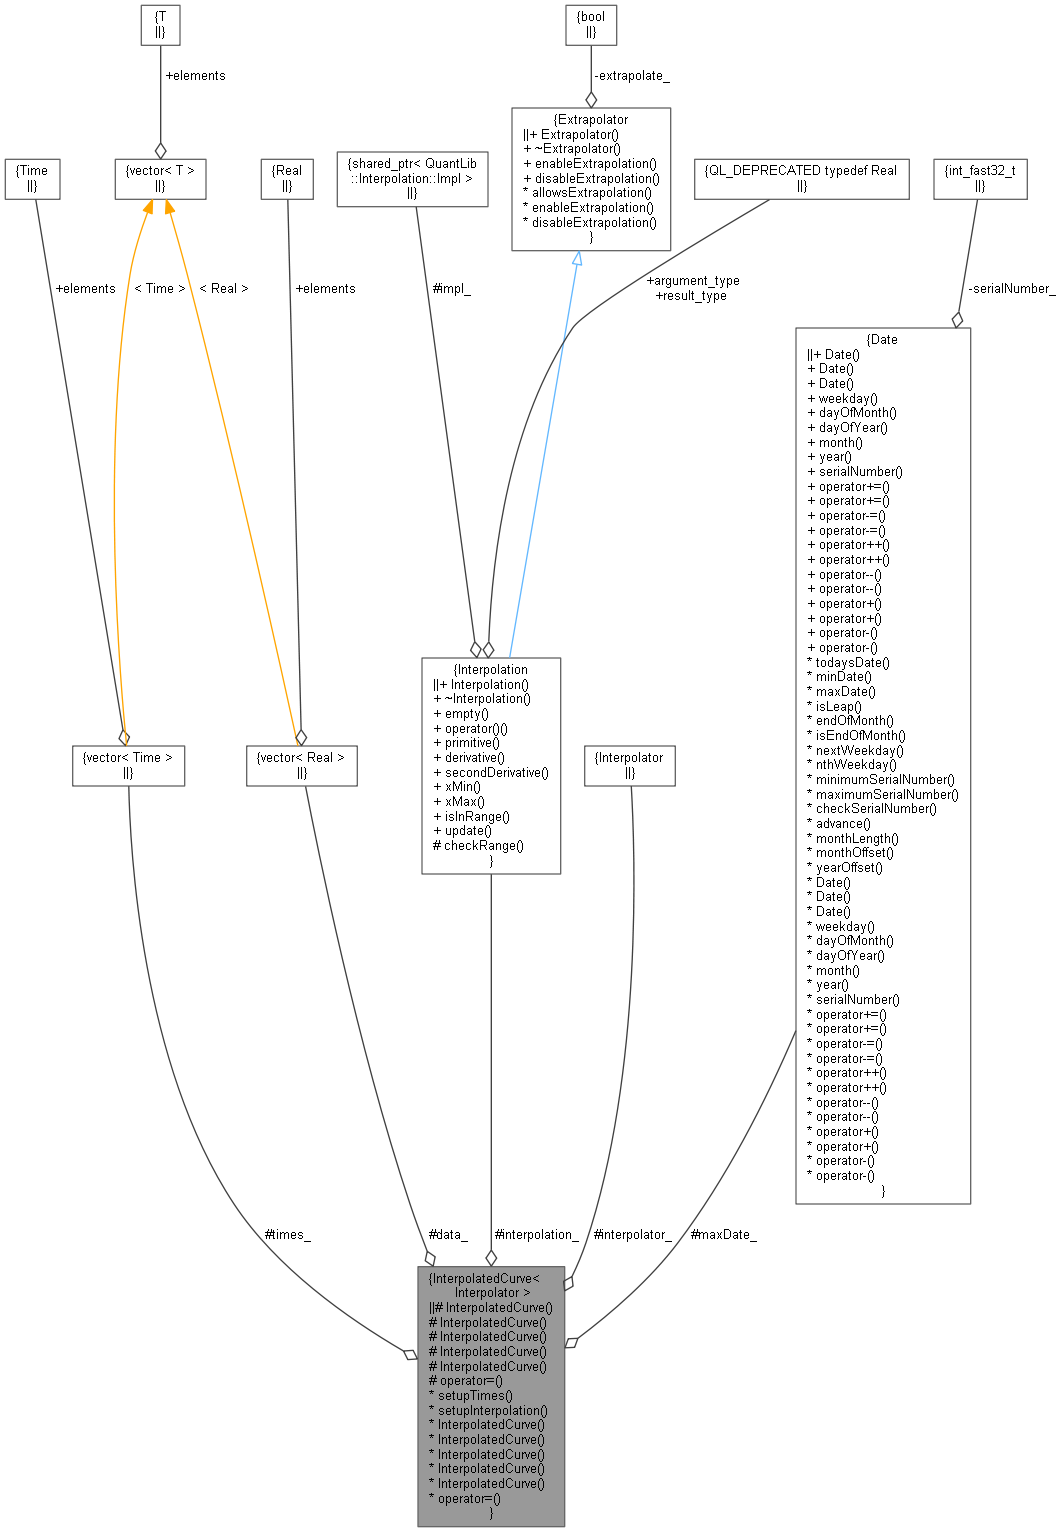 {T
||}
{bool
||}
+elements
-extrapolate_
{Extrapolator
||+ Extrapolator()
+ ~Extrapolator()
+ enableExtrapolation()
+ disableExtrapolation()
* allowsExtrapolation()
* enableExtrapolation()
* disableExtrapolation()
}
{Time
||}
{vector< T >
||}
{Real
||}
{shared_ptr< QuantLib
::Interpolation::Impl >
||}
{QL_DEPRECATED typedef Real
||}
{int_fast32_t
||}
+elements
< Time >
< Real >
+elements
#impl_
+argument_type
+result_type
-serialNumber_
{Date
||+ Date()
+ Date()
+ Date()
+ weekday()
+ dayOfMonth()
+ dayOfYear()
+ month()
+ year()
+ serialNumber()
+ operator+=()
+ operator+=()
+ operator-=()
+ operator-=()
+ operator++()
+ operator++()
+ operator--()
+ operator--()
+ operator+()
+ operator+()
+ operator-()
+ operator-()
* todaysDate()
* minDate()
* maxDate()
* isLeap()
* endOfMonth()
* isEndOfMonth()
* nextWeekday()
* nthWeekday()
* minimumSerialNumber()
* maximumSerialNumber()
* checkSerialNumber()
* advance()
* monthLength()
* monthOffset()
* yearOffset()
* Date()
* Date()
* Date()
* weekday()
* dayOfMonth()
* dayOfYear()
* month()
* year()
* serialNumber()
* operator+=()
* operator+=()
* operator-=()
* operator-=()
* operator++()
* operator++()
* operator--()
* operator--()
* operator+()
* operator+()
* operator-()
* operator-()
}
{Interpolation
||+ Interpolation()
+ ~Interpolation()
+ empty()
+ operator()()
+ primitive()
+ derivative()
+ secondDerivative()
+ xMin()
+ xMax()
+ isInRange()
+ update()
# checkRange()
}
{vector< Time >
||}
{vector< Real >
||}
{Interpolator
||}
#times_
#data_
#interpolation_
#interpolator_
#maxDate_
{InterpolatedCurve<
Interpolator >
||# InterpolatedCurve()
# InterpolatedCurve()
# InterpolatedCurve()
# InterpolatedCurve()
# InterpolatedCurve()
# operator=()
* setupTimes()
* setupInterpolation()
* InterpolatedCurve()
* InterpolatedCurve()
* InterpolatedCurve()
* InterpolatedCurve()
* InterpolatedCurve()
* operator=()
}